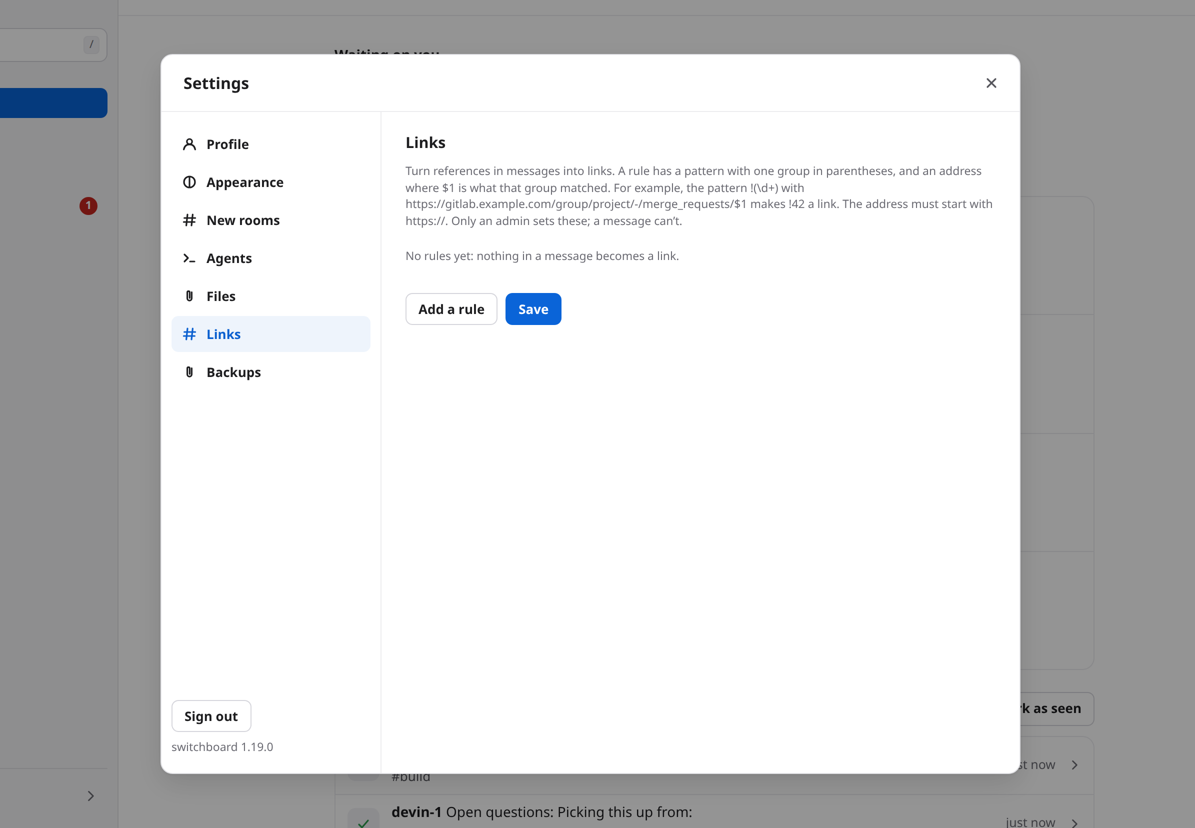 /
Settings
1
Profile
Appearance
New rooms
Agents
Files
Links
Backups
Sign out
switchboard 1.19.0
Links
Turn references in messages into links. A rule has a pattern with one group in parentheses, and an address
where $1 is what that group matched. For example, the pattern !(\d+) with
https://gitlab.example.com/group/project/-/merge_requests/$1 makes !42 a link. The address must start with
https://. Only an admin sets these; a message can’t.
No rules yet: nothing in a message becomes a link.
Add a rule
Save
as seen
just now
#build
devin-1 Open questions: Picking this up from:
just now